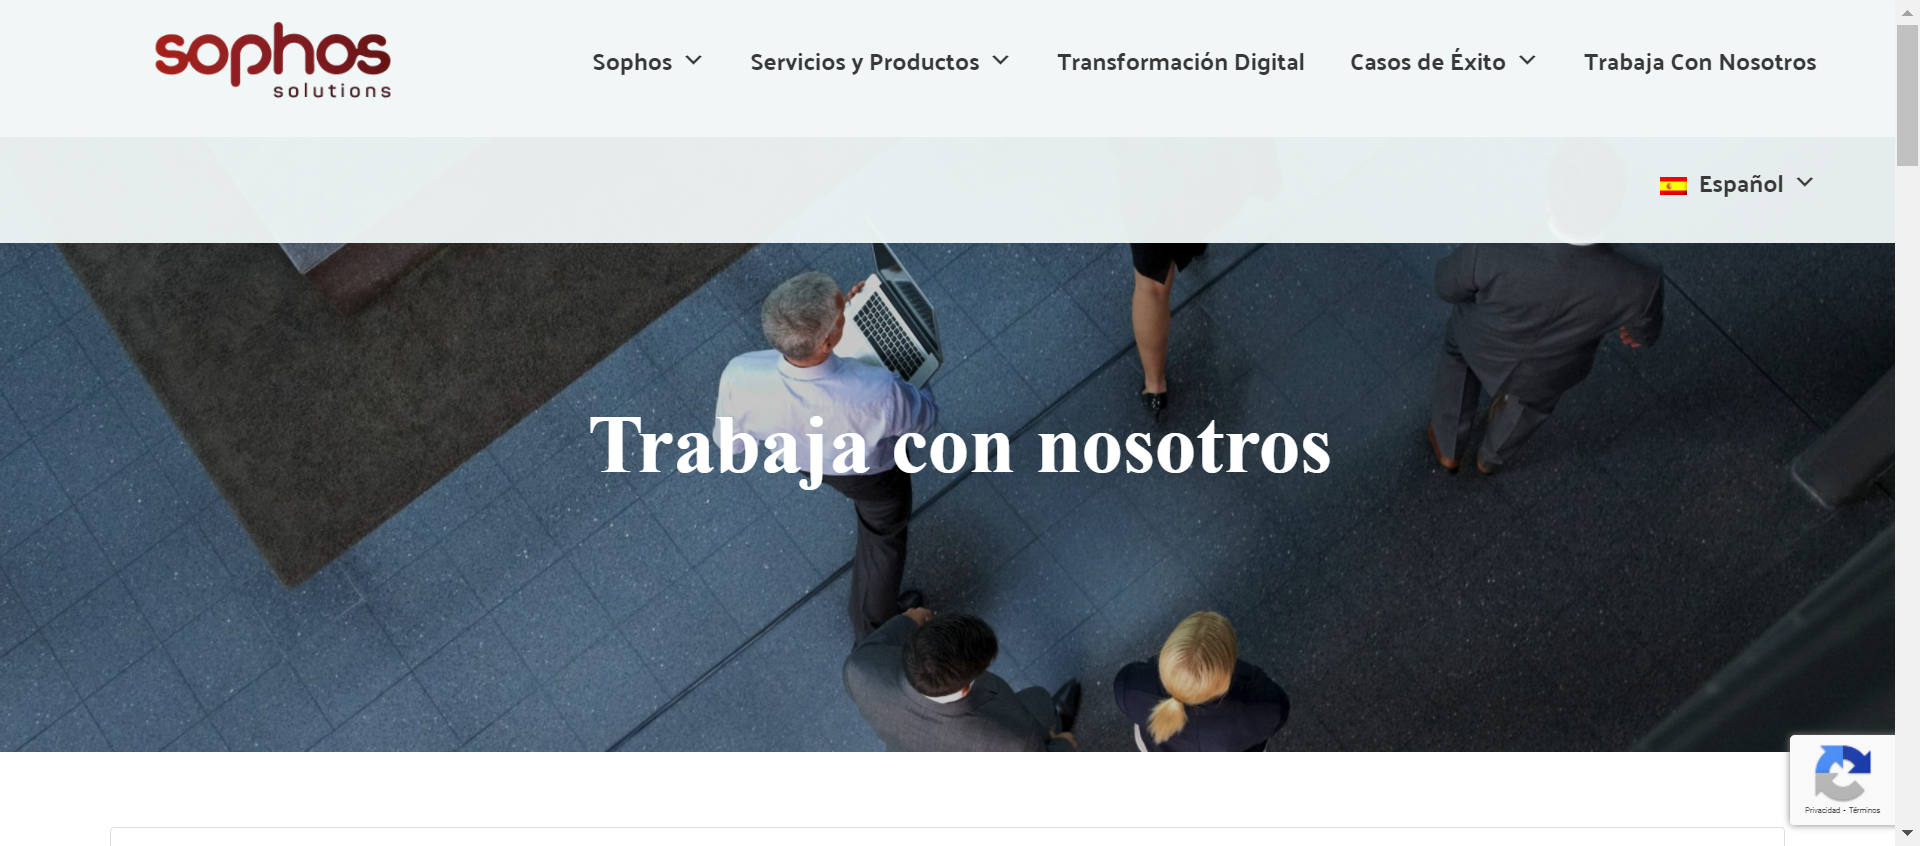 sophos
solutions
Sophos
Servicios y Productos
Transformación Digital
Casos de Éxito
Trabaja Con Nosotros
Español
Trabaja con nosotros
Privacidad - Términos